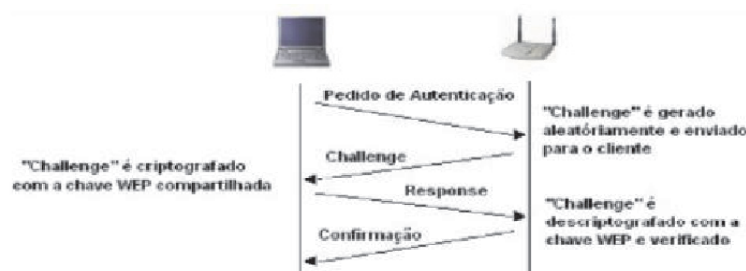 Pedido de Autenticação
"Challenge" é gerado
aleatóriamente e enviado
para o cliente
Challenge
"Challenge" é criptografado
com a chave WEP compartilhada
Response
"Challenge" é
descriptografado com a
chave WEP e verificado
Confirmação